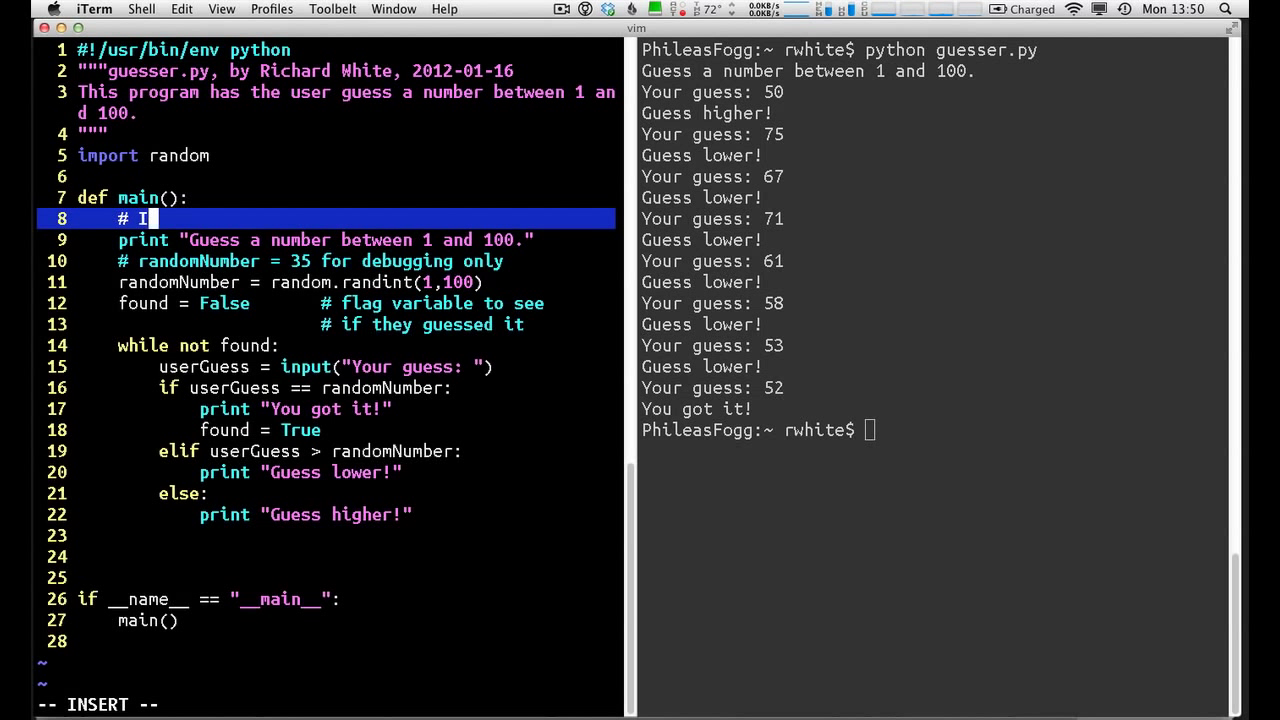 iTerm Shell Edit View Profiles Toolbelt Window Help 72° 0.0KB/s 0.0KB/s Charged Mon 13:50
vim
1 #!/usr/bin/env python
2 """guesser.py, by Richard White, 2012-01-16
3 This program has the user guess a number between 1 an
d 100.
4 """
5 import random
6
7 def main():
8     # I
9     print "Guess a number between 1 and 100."
10     # randomNumber = 35 for debugging only
11     randomNumber = random.randint(1,100)
12     found = False       # flag variable to see
13                         # if they guessed it
14     while not found:
15         userGuess = input("Your guess: ")
16         if userGuess == randomNumber:
17             print "You got it!"
18             found = True
19         elif userGuess > randomNumber:
20             print "Guess lower!"
21         else:
22             print "Guess higher!"
23
24
25
26 if __name__ == "__main__":
27     main()
28
~
~
-- INSERT --
PhileasFogg:~ rwhite$ python guesser.py
Guess a number between 1 and 100.
Your guess: 50
Guess higher!
Your guess: 75
Guess lower!
Your guess: 67
Guess lower!
Your guess: 71
Guess lower!
Your guess: 61
Guess lower!
Your guess: 58
Guess lower!
Your guess: 53
Guess lower!
Your guess: 52
You got it!
PhileasFogg:~ rwhite$